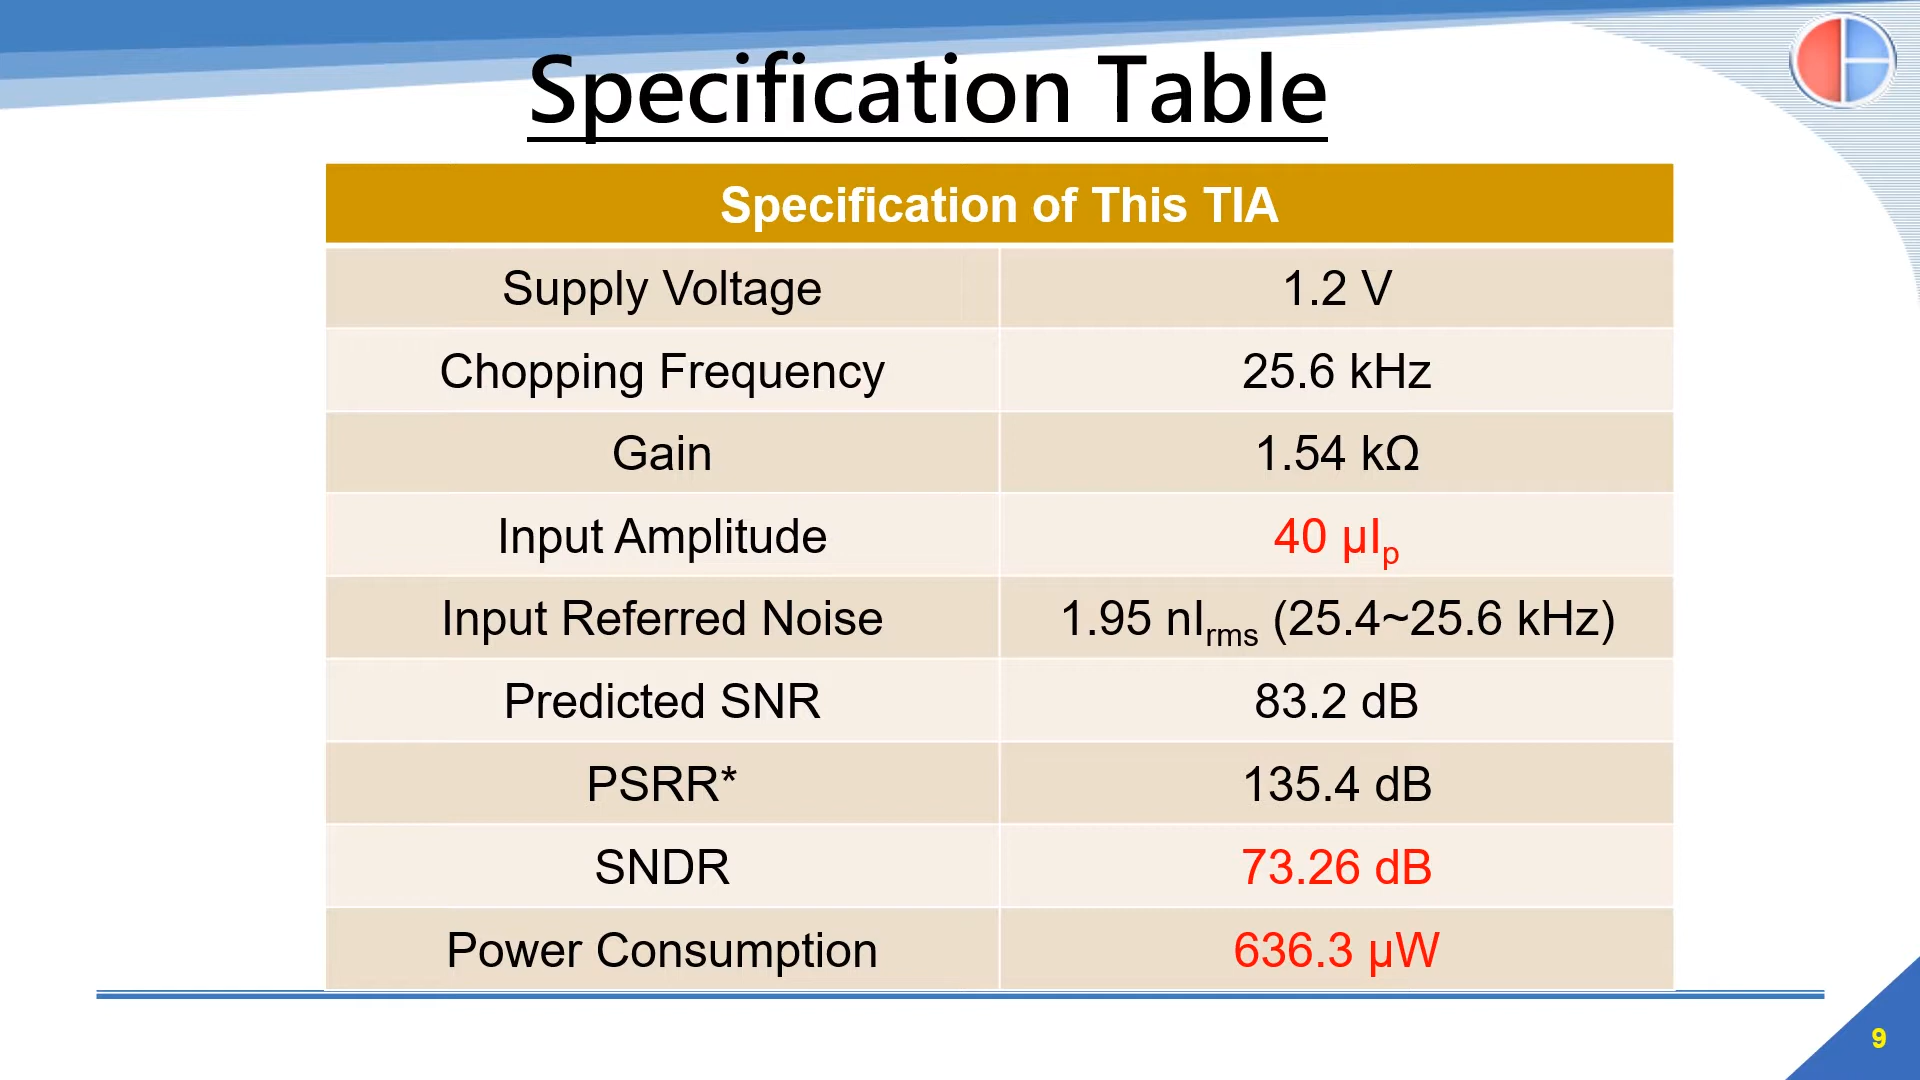 Specification Table
Specification of This TIA
Supply Voltage 1.2 V
Chopping Frequency 25.6 kHz
Gain 1.54 kΩ
Input Amplitude 40 µIp
Input Referred Noise 1.95 nIrms (25.4~25.6 kHz)
Predicted SNR 83.2 dB
PSRR* 135.4 dB
SNDR 73.26 dB
Power Consumption 636.3 µW
9